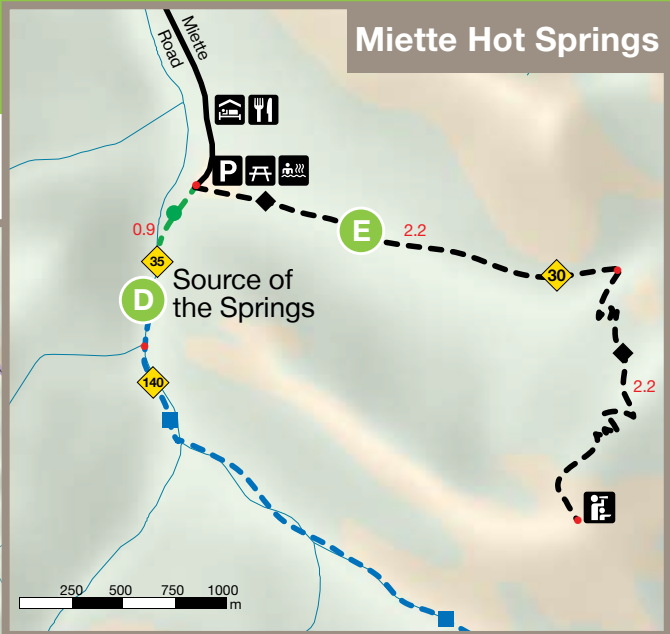 Miette Hot Springs
Miette
Road
P
E
2.2
0.9
35
30
D
Source of
the Springs
140
2.2
250 500 750 1000
m